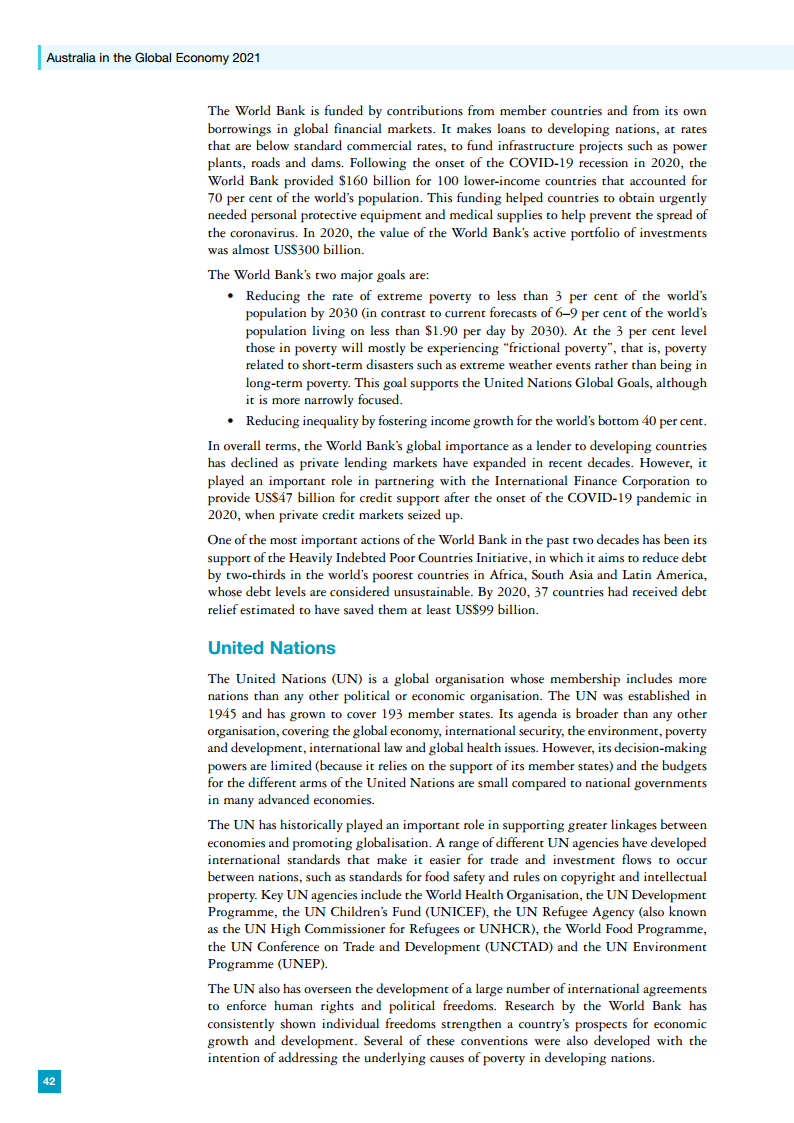 Australia in the Global Economy 2021
The World Bank is funded by contributions from member countries and from its own
borrowings in global financial markets. It makes loans to developing nations, at rates
that are below standard commercial rates, to fund infrastructure projects such as power
plants, roads and dams. Following the onset of the COVID-19 recession in 2020, the
World Bank provided $160 billion for 100 lower-income countries that accounted for
70 per cent of the world's population. This funding helped countries to obtain urgently
needed personal protective equipment and medical supplies to help prevent the spread of
the coronavirus. In 2020, the value of the World Bank's active portfolio of investments
was almost US$300 billion.
The World Bank's two major goals are:
• Reducing the rate of extreme poverty to less than 3 per cent of the world's
population by 2030 (in contrast to current forecasts of 6–9 per cent of the world's
population living on less than $1.90 per day by 2030). At the 3 per cent level
those in poverty will mostly be experiencing "frictional poverty", that is, poverty
related to short-term disasters such as extreme weather events rather than being in
long-term poverty. This goal supports the United Nations Global Goals, although
it is more narrowly focused.
• Reducing inequality by fostering income growth for the world's bottom 40 per cent.
In overall terms, the World Bank's global importance as a lender to developing countries
has declined as private lending markets have expanded in recent decades. However, it
played an important role in partnering with the International Finance Corporation to
provide US$47 billion for credit support after the onset of the COVID-19 pandemic in
2020, when private credit markets seized up.
One of the most important actions of the World Bank in the past two decades has been its
support of the Heavily Indebted Poor Countries Initiative, in which it aims to reduce debt
by two-thirds in the world's poorest countries in Africa, South Asia and Latin America,
whose debt levels are considered unsustainable. By 2020, 37 countries had received debt
relief estimated to have saved them at least US$99 billion.
United Nations
The United Nations (UN) is a global organisation whose membership includes more
nations than any other political or economic organisation. The UN was established in
1945 and has grown to cover 193 member states. Its agenda is broader than any other
organisation, covering the global economy, international security, the environment, poverty
and development, international law and global health issues. However, its decision-making
powers are limited (because it relies on the support of its member states) and the budgets
for the different arms of the United Nations are small compared to national governments
in many advanced economies.
The UN has historically played an important role in supporting greater linkages between
economies and promoting globalisation. A range of different UN agencies have developed
international standards that make it easier for trade and investment flows to occur
between nations, such as standards for food safety and rules on copyright and intellectual
property. Key UN agencies include the World Health Organisation, the UN Development
Programme, the UN Children's Fund (UNICEF), the UN Refugee Agency (also known
as the UN High Commissioner for Refugees or UNHCR), the World Food Programme,
the UN Conference on Trade and Development (UNCTAD) and the UN Environment
Programme (UNEP).
The UN also has overseen the development of a large number of international agreements
to enforce human rights and political freedoms. Research by the World Bank has
consistently shown individual freedoms strengthen a country's prospects for economic
growth and development. Several of these conventions were also developed with the
intention of addressing the underlying causes of poverty in developing nations.
42